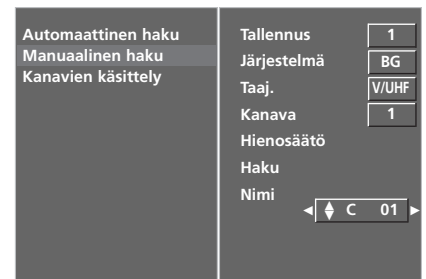 Automaattinen haku
Manuaalinen haku
Kanavien käsittely
Tallennus 1
Järjestelmä BG
Taaj. V/UHF
Kanava 1
Hienosäätö
Haku
Nimi
C 01